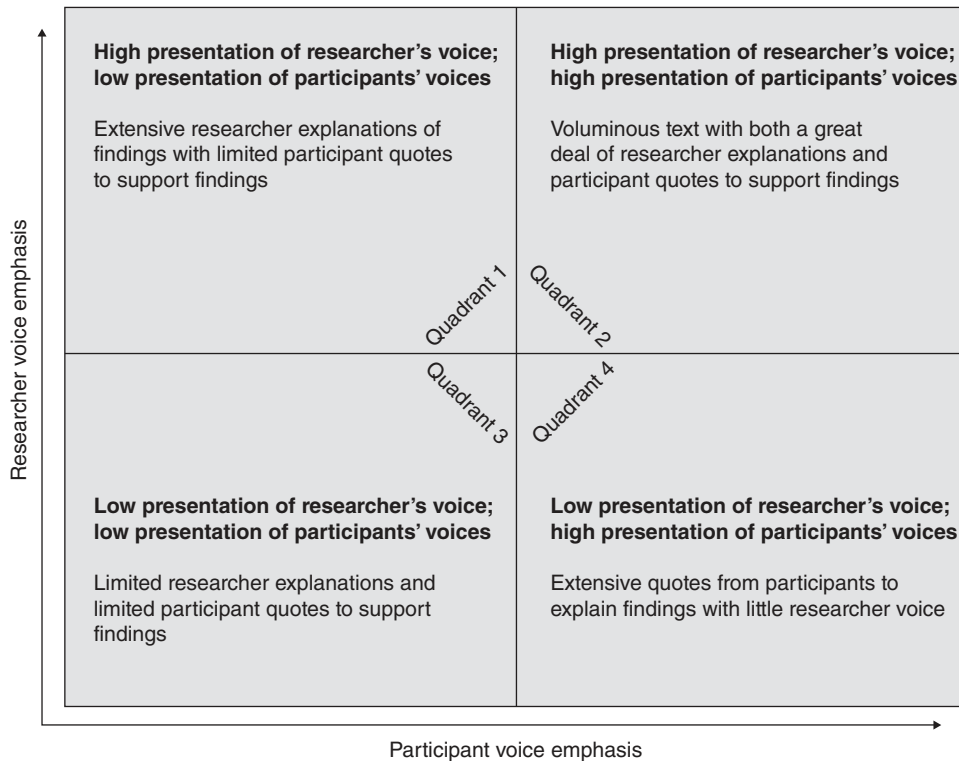 High presentation of researcher’s voice;
low presentation of participants’ voices
Extensive researcher explanations of
findings with limited participant quotes
to support findings
High presentation of researcher’s voice;
high presentation of participants’ voices
Voluminous text with both a great
deal of researcher explanations and
participant quotes to support findings
Researcher voice emphasis
Quadrant 1
Quadrant 2
Quadrant 3
Quadrant 4
Low presentation of researcher’s voice;
low presentation of participants’ voices
Limited researcher explanations and
limited participant quotes to support
findings
Low presentation of researcher’s voice;
high presentation of participants’ voices
Extensive quotes from participants to
explain findings with little researcher voice
Participant voice emphasis